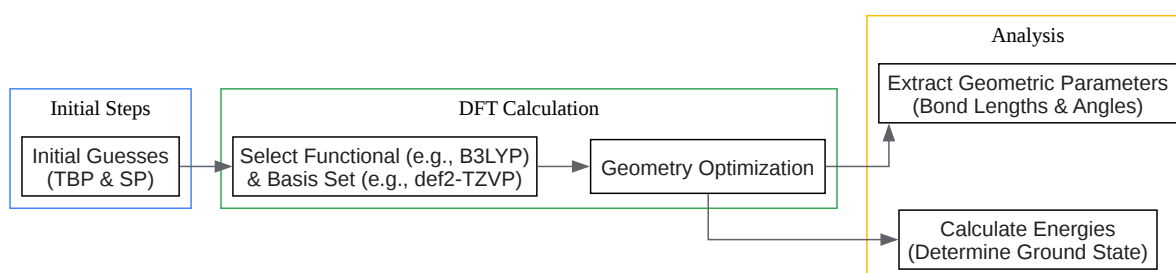 Initial Steps
Initial Guesses
(TBP & SP)
DFT Calculation
Select Functional (e.g., B3LYP)
& Basis Set (e.g., def2-TZVP)
Geometry Optimization
Analysis
Extract Geometric Parameters
(Bond Lengths & Angles)
Calculate Energies
(Determine Ground State)